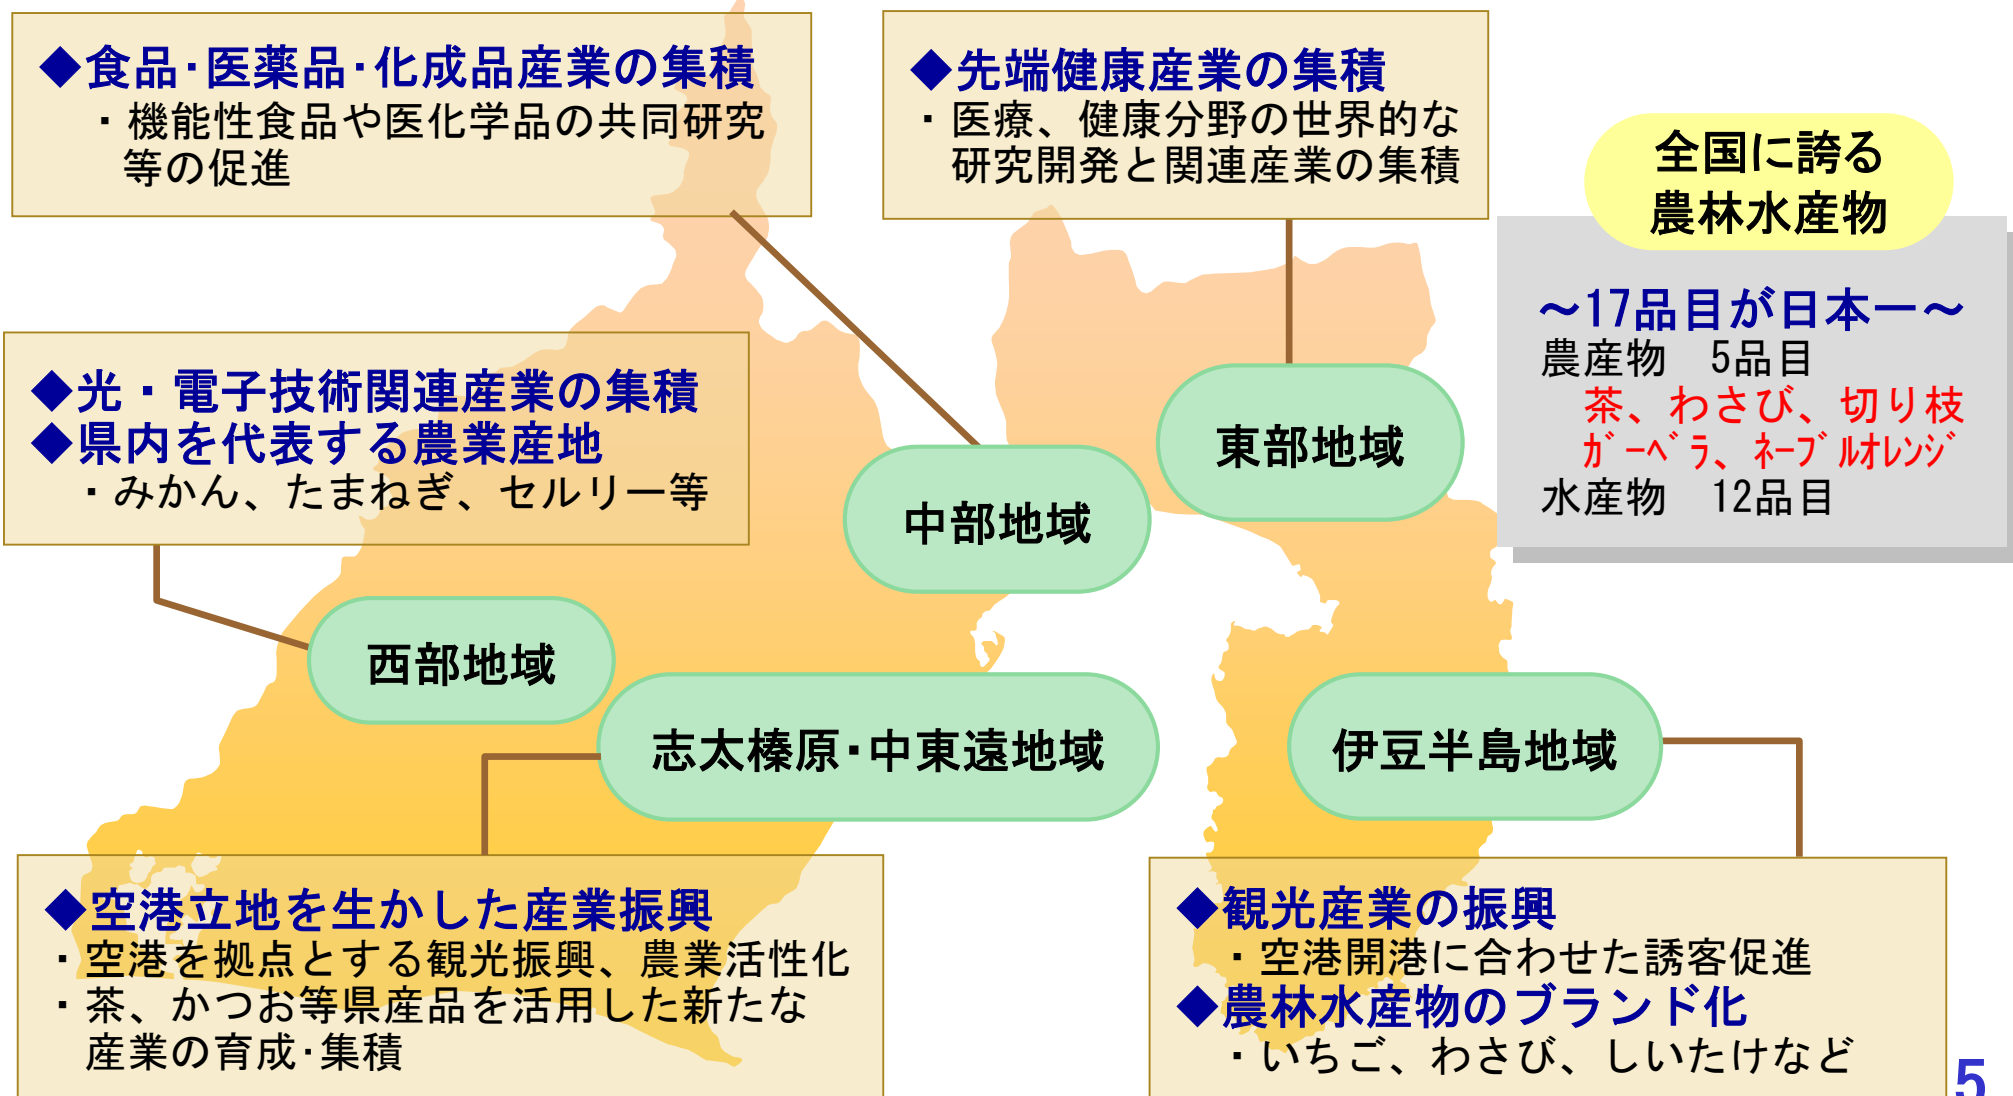 ◆食品･医薬品･化成品産業の集積
・機能性食品や医化学品の共同研究
等の促進
◆先端健康産業の集積
・医療、健康分野の世界的な
研究開発と関連産業の集積
全国に誇る
農林水産物
～17品目が日本一～
農産物　5品目
茶、わさび、切り枝
ｶﾞｰﾍﾞﾗ、ﾈｰﾌﾞﾙｵﾚﾝｼﾞ
水産物　12品目
◆光・電子技術関連産業の集積
◆県内を代表する農業産地
・みかん、たまねぎ、セルリー等
東部地域
中部地域
西部地域
志太榛原･中東遠地域
伊豆半島地域
◆空港立地を生かした産業振興
・空港を拠点とする観光振興、農業活性化
・茶、かつお等県産品を活用した新たな
産業の育成･集積
◆観光産業の振興
・空港開港に合わせた誘客促進
◆農林水産物のブランド化
・いちご、わさび、しいたけなど
5